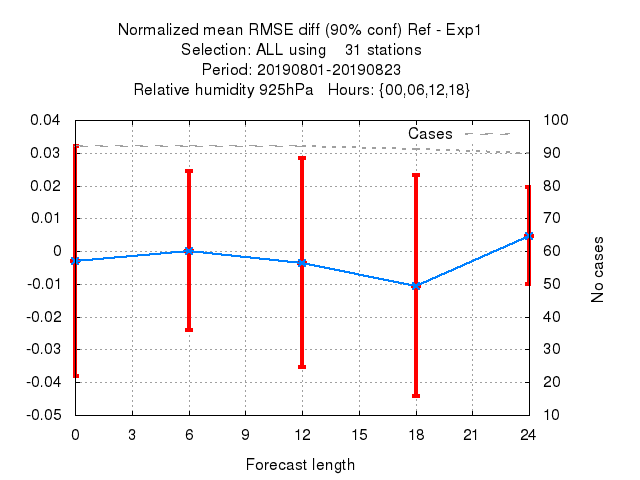 Normalized mean RMSE diff (90% conf) Ref - Exp1
Selection: ALL using    31 stations
Period: 20190801-20190823
Relative humidity 925hPa   Hours: {00,06,12,18}
Cases
0.04
0.03
0.02
0.01
0
-0.01
-0.02
-0.03
-0.04
-0.05
100
90
80
70
60
50
40
30
20
10
No cases
0 3 6 9 12 15 18 21 24
Forecast length